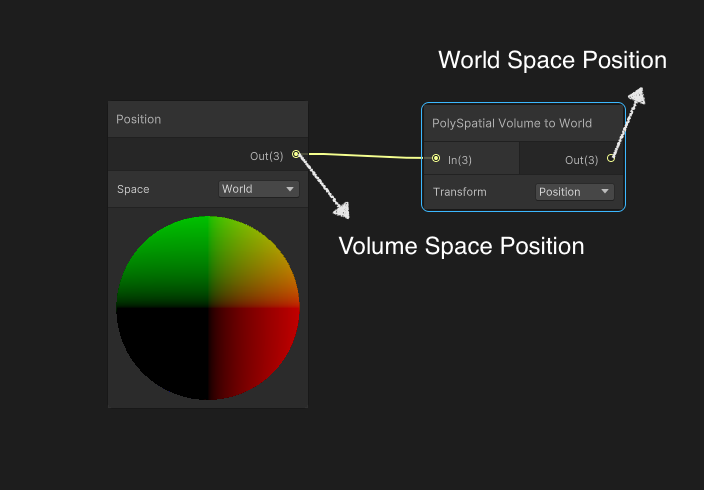 World Space Position
Position
Out(3)
Space
World
PolySpatial Volume to World
In(3)
Out(3)
Transform
Position
Volume Space Position